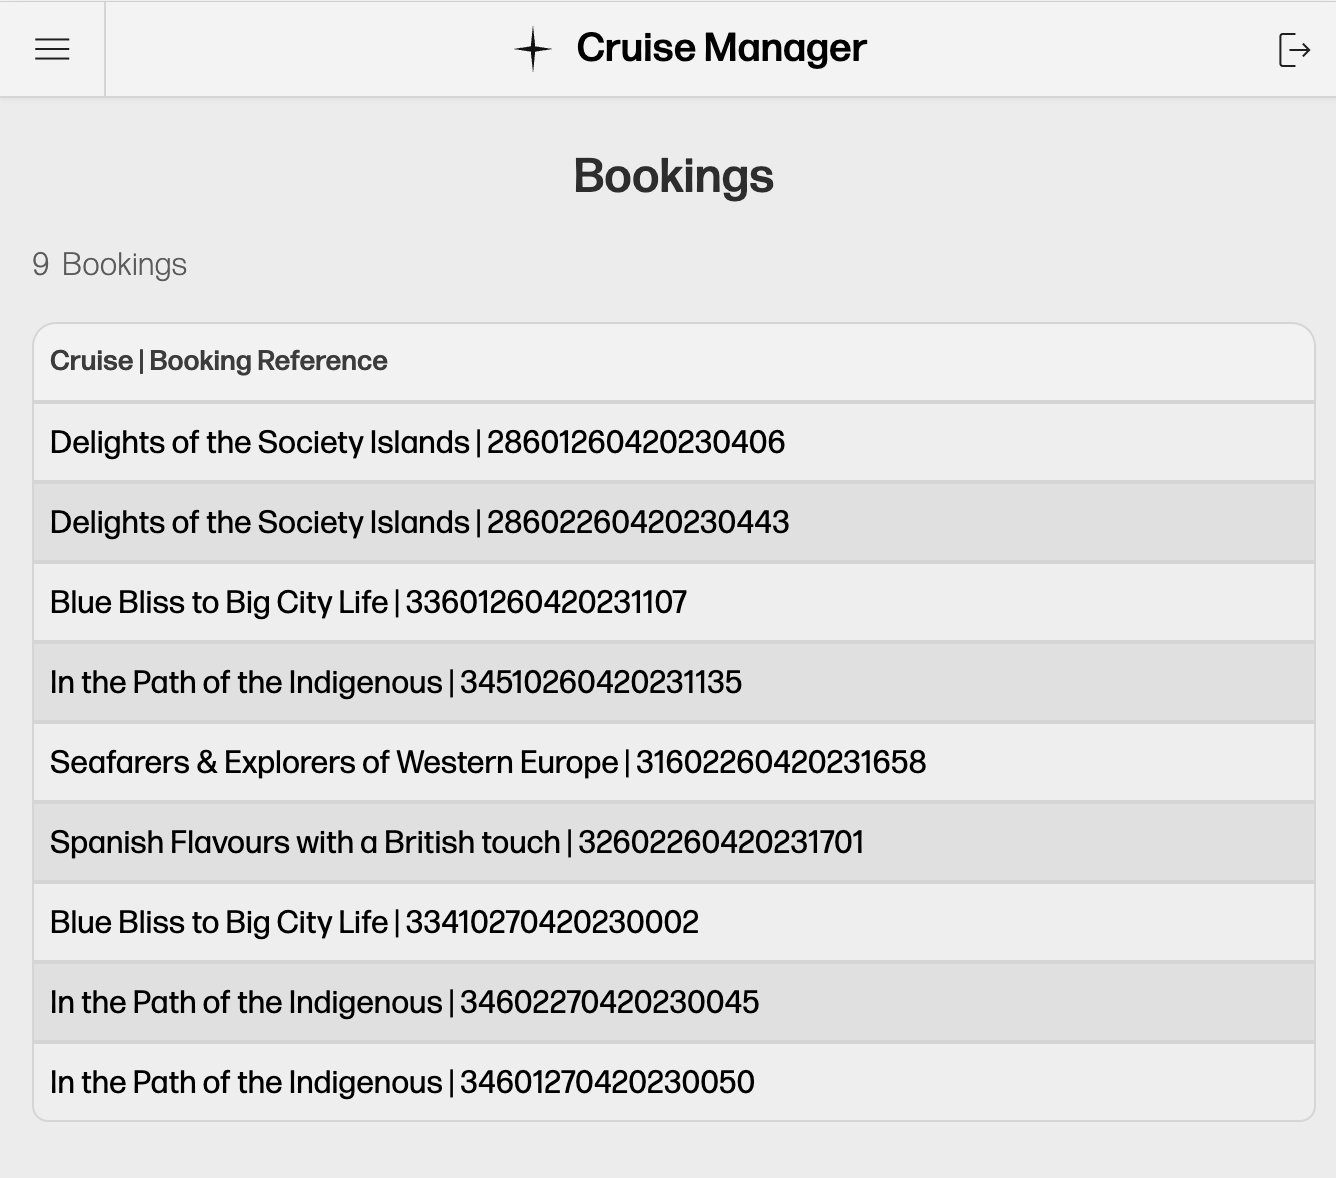 Cruise Manager
Bookings
9 Bookings
Cruise | Booking Reference
Delights of the Society Islands | 28601260420230406
Delights of the Society Islands | 28602260420230443
Blue Bliss to Big City Life | 33601260420231107
In the Path of the Indigenous | 34510260420231135
Seafarers & Explorers of Western Europe | 31602260420231658
Spanish Flavours with a British touch | 32602260420231701
Blue Bliss to Big City Life | 33410270420230002
In the Path of the Indigenous | 34602270420230045
In the Path of the Indigenous | 34601270420230050